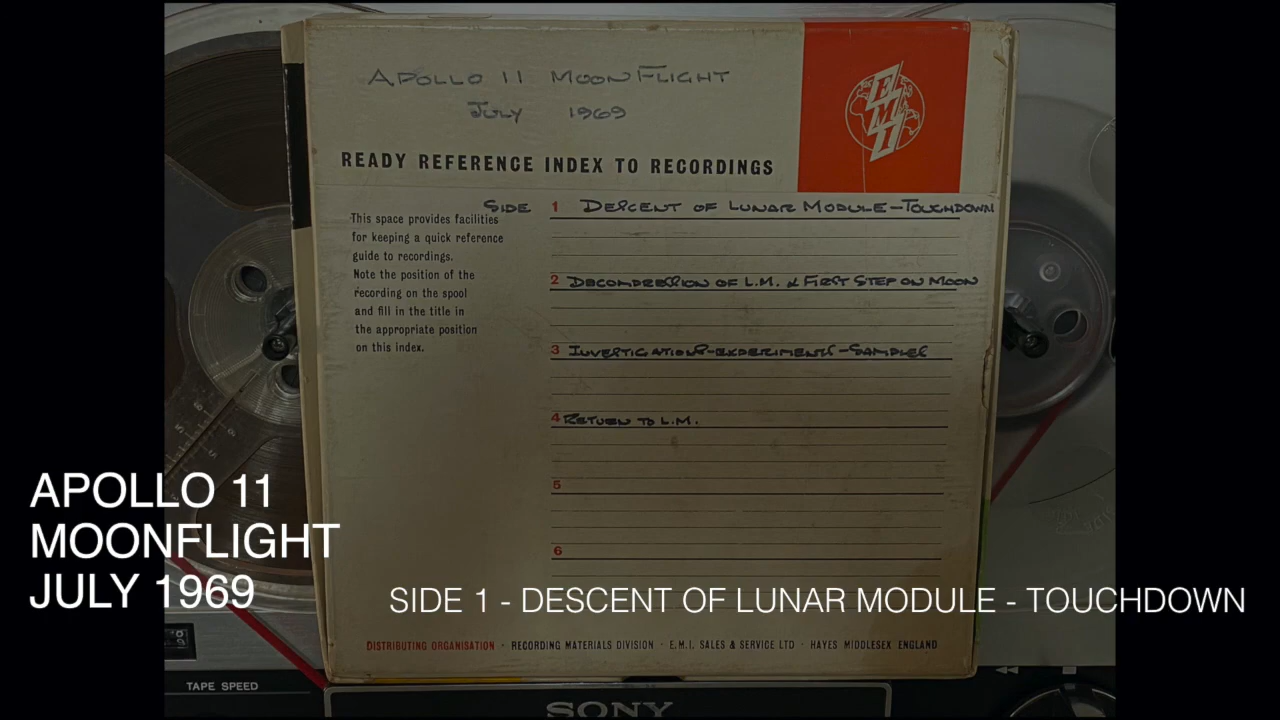 APOLLO 11 MOONFLIGHT
JULY 1969
EMI
READY REFERENCE INDEX TO RECORDINGS
This space provides facilities
for keeping a quick reference
guide to recordings.
Note the position of the
recording on the spool
and fill in the title in
the appropriate position
on this index.
SIDE 1 DESCENT OF LUNAR MODULE - TOUCHDOWN
2 DECOMPRESSION OF L.M. & FIRST STEP ON MOON
3 INVESTIGATIONS - EXPERIMENTS - SAMPLES
4 RETURN TO L.M.
5
6
DISTRIBUTING ORGANISATION · RECORDING MATERIALS DIVISION · E.M.I. SALES & SERVICE LTD · HAYES MIDDLESEX ENGLAND
TAPE SPEED
SONY
APOLLO 11
MOONFLIGHT
JULY 1969
SIDE 1 - DESCENT OF LUNAR MODULE - TOUCHDOWN